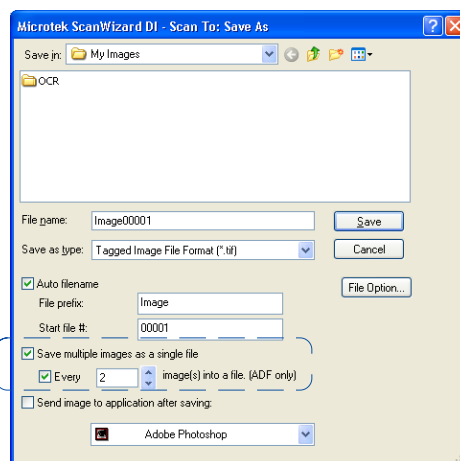 Microtek ScanWizard DI - Scan To: Save As
Save in: My Images
OCR
File name: Image00001 Save
Save as type: Tagged Image File Format (*.tif) Cancel
Auto filename File Option...
File prefix: Image
Start file #: 00001
Save multiple images as a single file
Every 2 image(s) into a file. (ADF only)
Send image to application after saving:
Adobe Photoshop